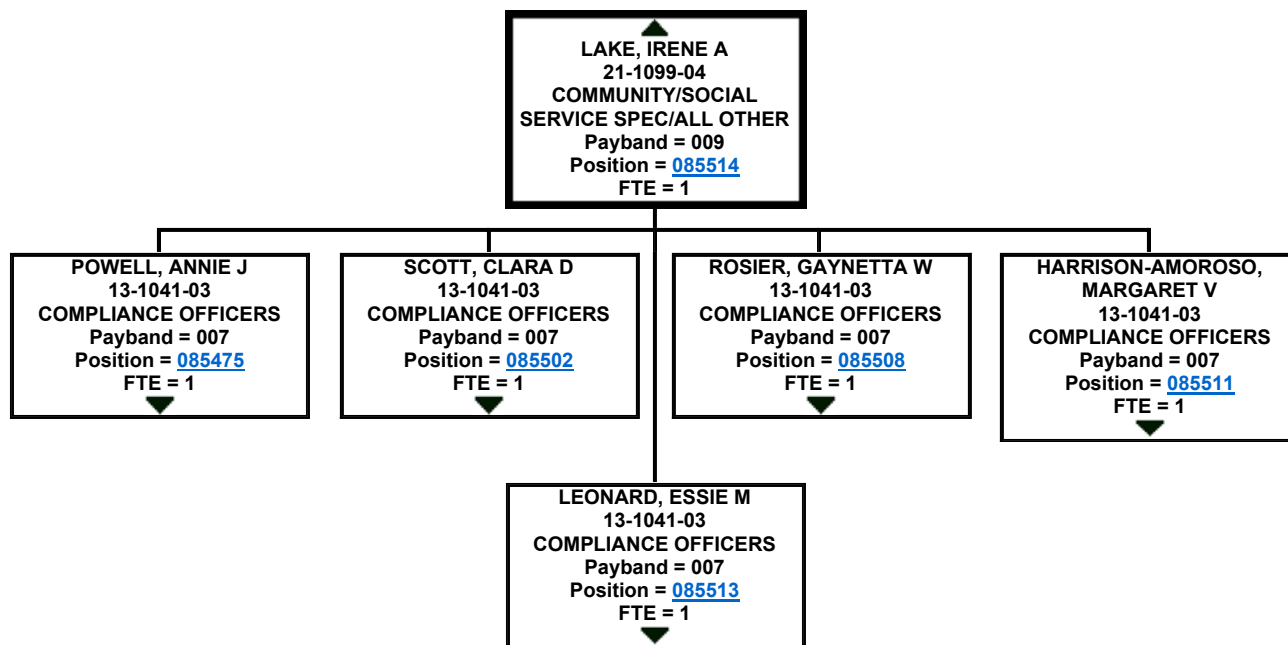 LAKE, IRENE A
21-1099-04
COMMUNITY/SOCIAL
SERVICE SPEC/ALL OTHER
Payband = 009
Position = 085514
FTE = 1
POWELL, ANNIE J
13-1041-03
COMPLIANCE OFFICERS
Payband = 007
Position = 085475
FTE = 1
SCOTT, CLARA D
13-1041-03
COMPLIANCE OFFICERS
Payband = 007
Position = 085502
FTE = 1
ROSIER, GAYNETTA W
13-1041-03
COMPLIANCE OFFICERS
Payband = 007
Position = 085508
FTE = 1
HARRISON-AMOROSO,
MARGARET V
13-1041-03
COMPLIANCE OFFICERS
Payband = 007
Position = 085511
FTE = 1
LEONARD, ESSIE M
13-1041-03
COMPLIANCE OFFICERS
Payband = 007
Position = 085513
FTE = 1